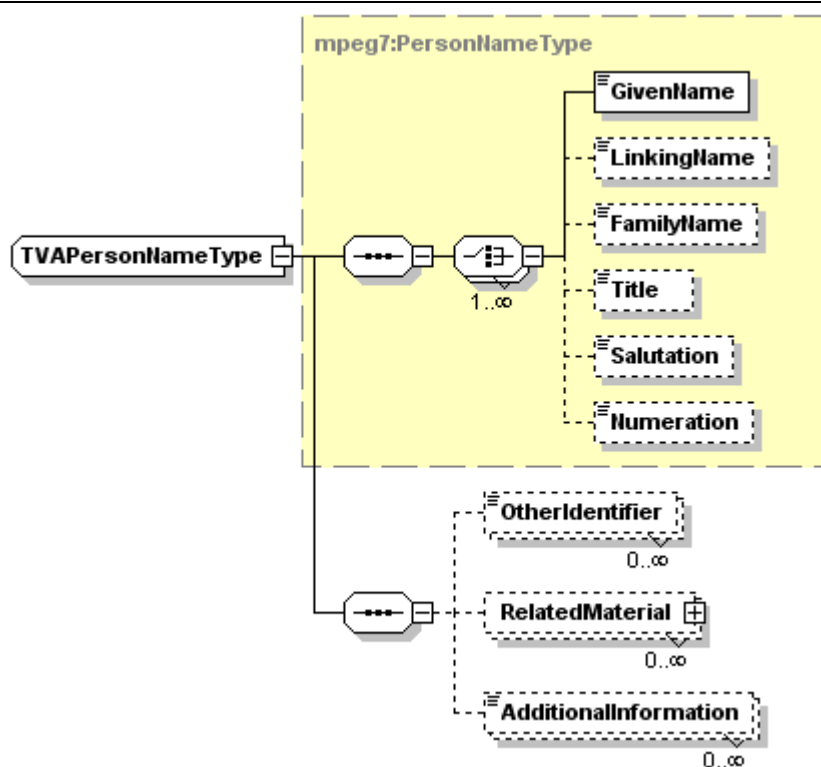 mpeg7:PersonNameType
GivenName
LinkingName
FamilyName
TVAPersonNameType
1..∞
Title
Salutation
Numeration
OtherIdentifier
0..∞
RelatedMaterial
0..∞
AdditionalInformation
0..∞